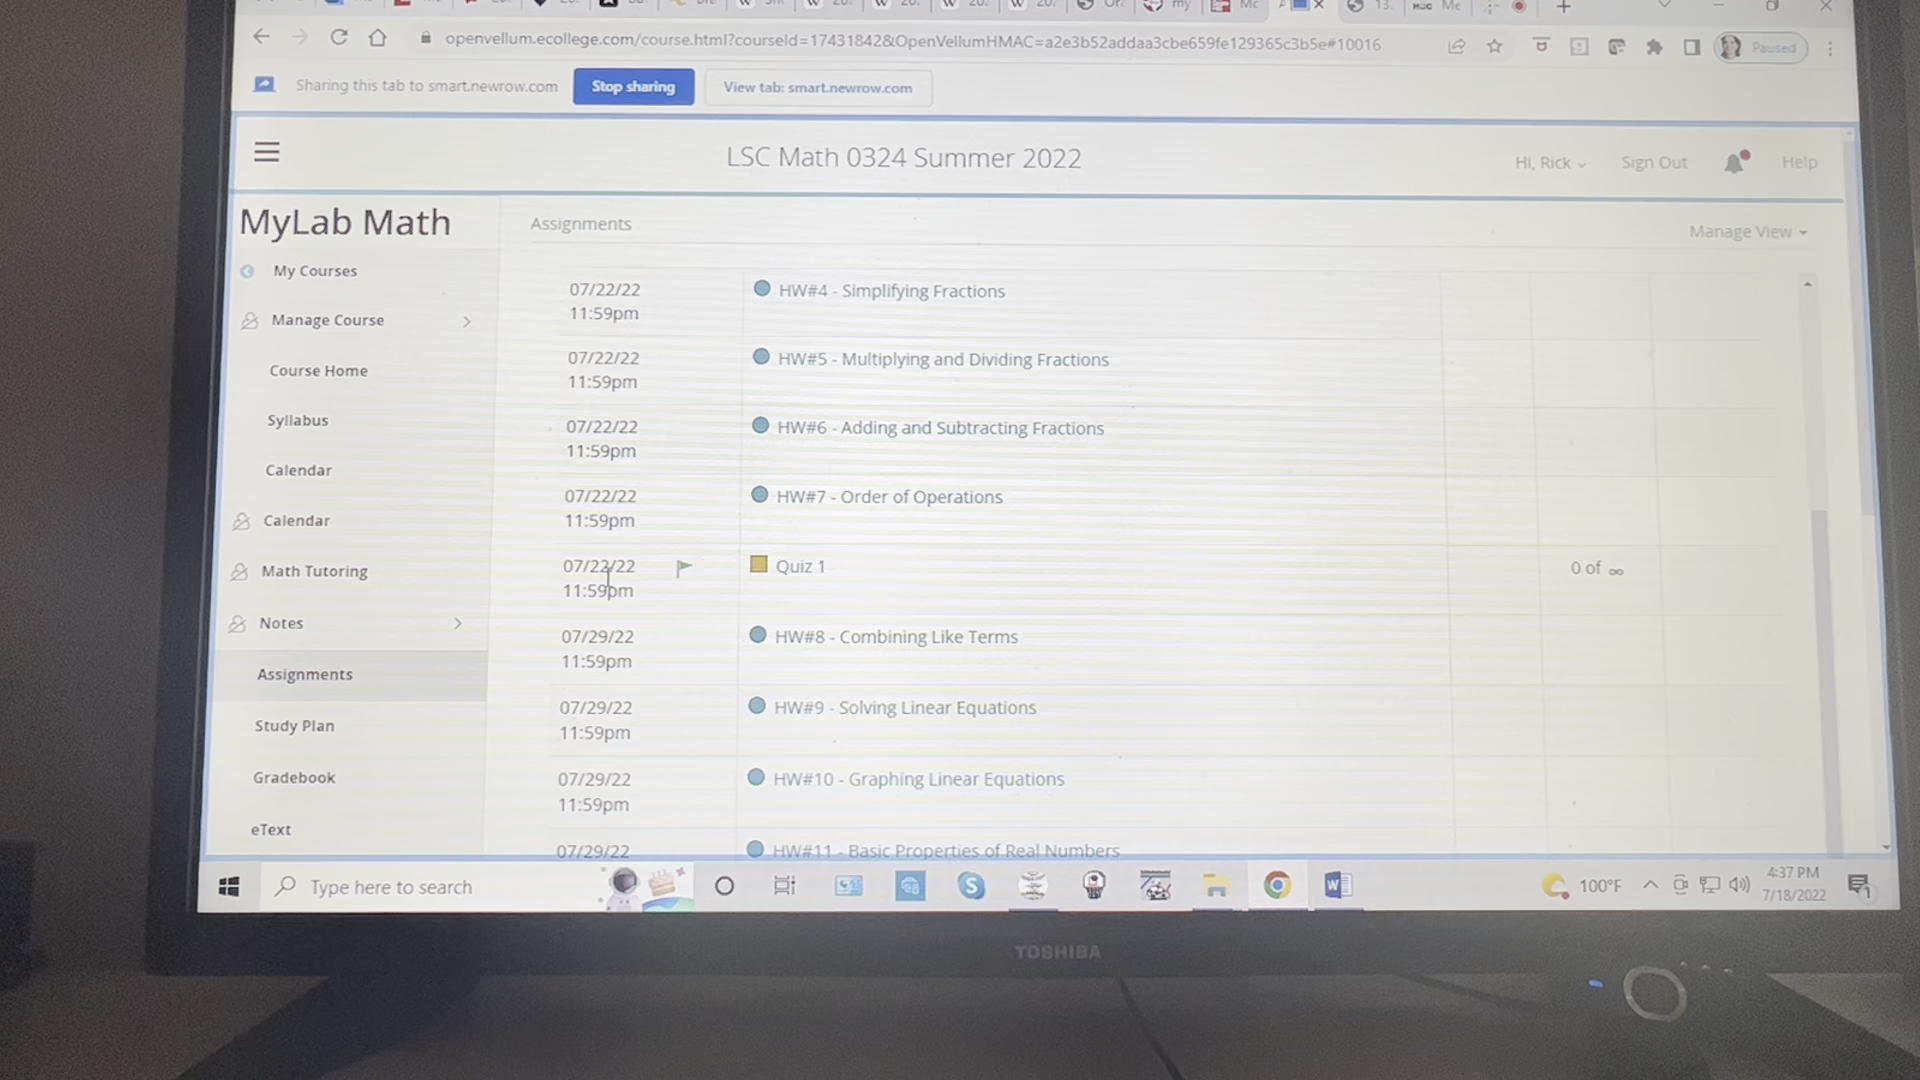 openvellum.ecollege.com/course.html?courseId=17431842&OpenVellumHMAC=a2e3b52addaa3cbe659fe129365c3b5e#10016
Paused
Sharing this tab to smart.newrow.com
Stop sharing
View tab: smart.newrow.com
LSC Math 0324 Summer 2022
Hi, Rick
Sign Out
Help
MyLab Math
Assignments
Manage View
My Courses
Manage Course
Course Home
Syllabus
Calendar
Calendar
Math Tutoring
Notes
Assignments
Study Plan
Gradebook
eText
07/22/22
11:59pm
HW#4 - Simplifying Fractions
07/22/22
11:59pm
HW#5 - Multiplying and Dividing Fractions
07/22/22
11:59pm
HW#6 - Adding and Subtracting Fractions
07/22/22
11:59pm
HW#7 - Order of Operations
07/22/22
11:59pm
Quiz 1
0 of ∞
07/29/22
11:59pm
HW#8 - Combining Like Terms
07/29/22
11:59pm
HW#9 - Solving Linear Equations
07/29/22
11:59pm
HW#10 - Graphing Linear Equations
07/29/22
HW#11 - Basic Properties of Real Numbers
Type here to search
100°F
4:37 PM
7/18/2022
1
TOSHIBA